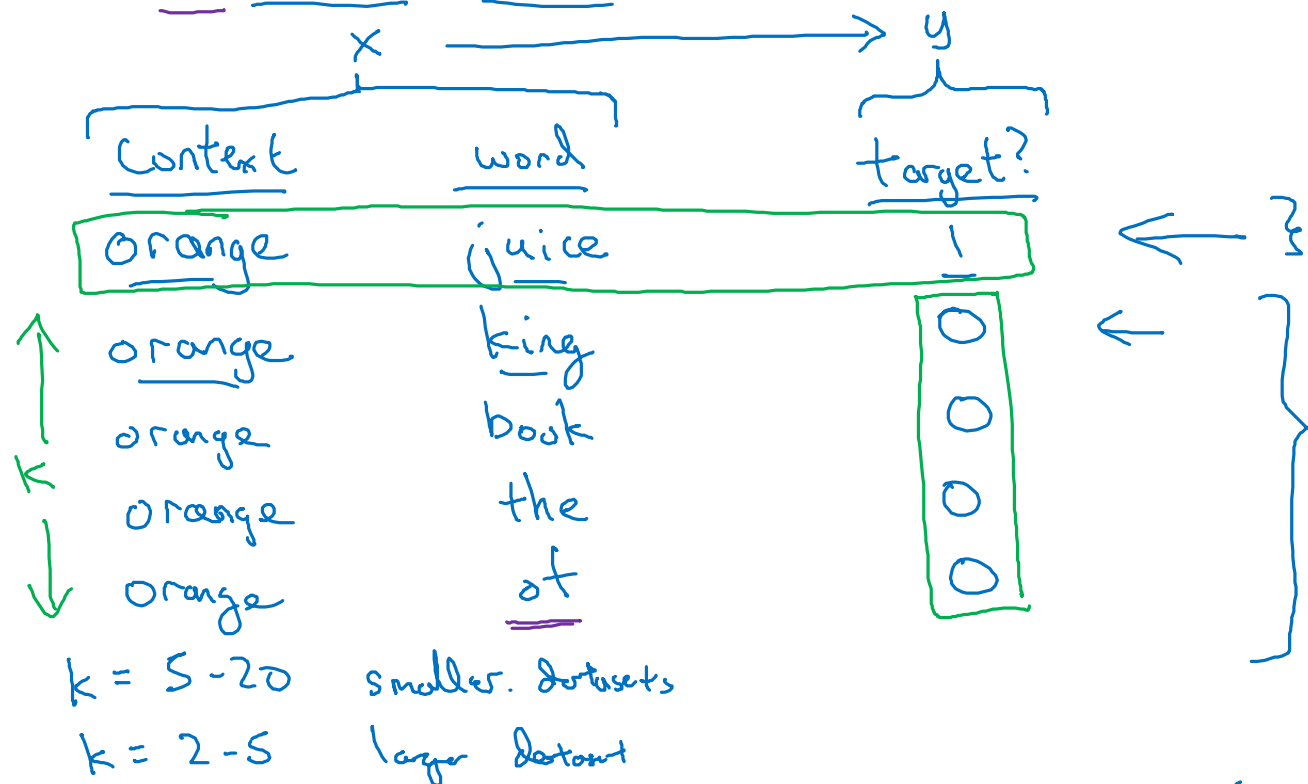 x → y
Context word target?
orange juice 1
orange king 0
orange book 0
k
orange the 0
orange of 0
k = 5-20 smaller. datasets
k = 2-5 larger dataset